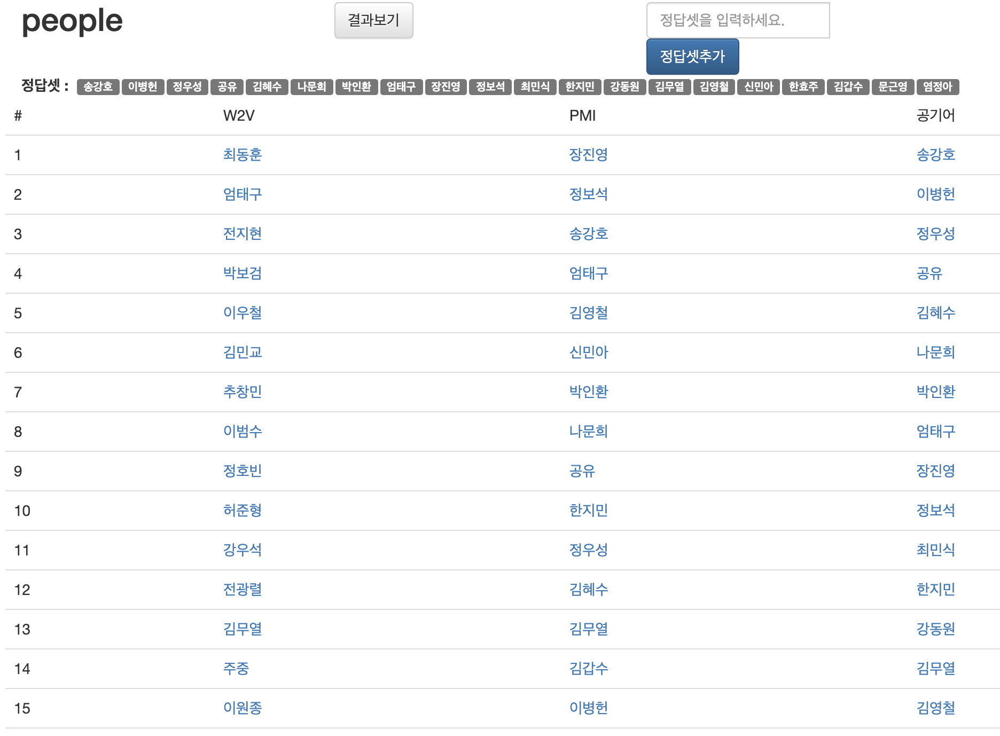 people 결과보기 정답셋을 입력하세요.
정답셋추가
정답셋 : 송강호 이병헌 정우성 공유 김혜수 나문희 박인환 엄태구 장진영 정보석 최민식 한지민 강동원 김무열 김영철 신민아 한효주 김갑수 문근영 염정아
# W2V PMI 공기어
1 최동훈 장진영 송강호
2 엄태구 정보석 이병헌
3 전지현 송강호 정우성
4 박보검 엄태구 공유
5 이우철 김영철 김혜수
6 김민교 신민아 나문희
7 추창민 박인환 박인환
8 이범수 나문희 엄태구
9 정호빈 공유 장진영
10 허준형 한지민 정보석
11 강우석 정우성 최민식
12 전광렬 김혜수 한지민
13 김무열 김무열 강동원
14 주중 김갑수 김무열
15 이원종 이병헌 김영철